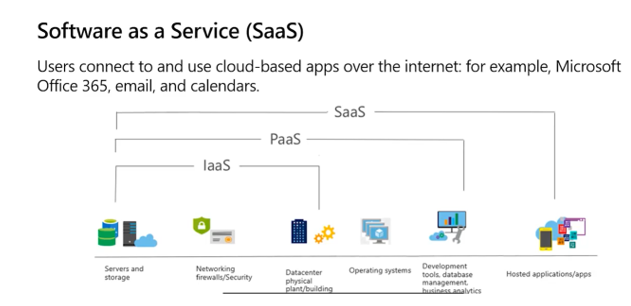 Software as a Service (SaaS)
Users connect to and use cloud-based apps over the internet: for example, Microsoft
Office 365, email, and calendars.
SaaS
PaaS
IaaS
Servers and
storage
Networking
firewalls/Security
Datacenter
physical
plant/building
Operating systems
Development
tools, database
management,
business analytics
Hosted applications/apps